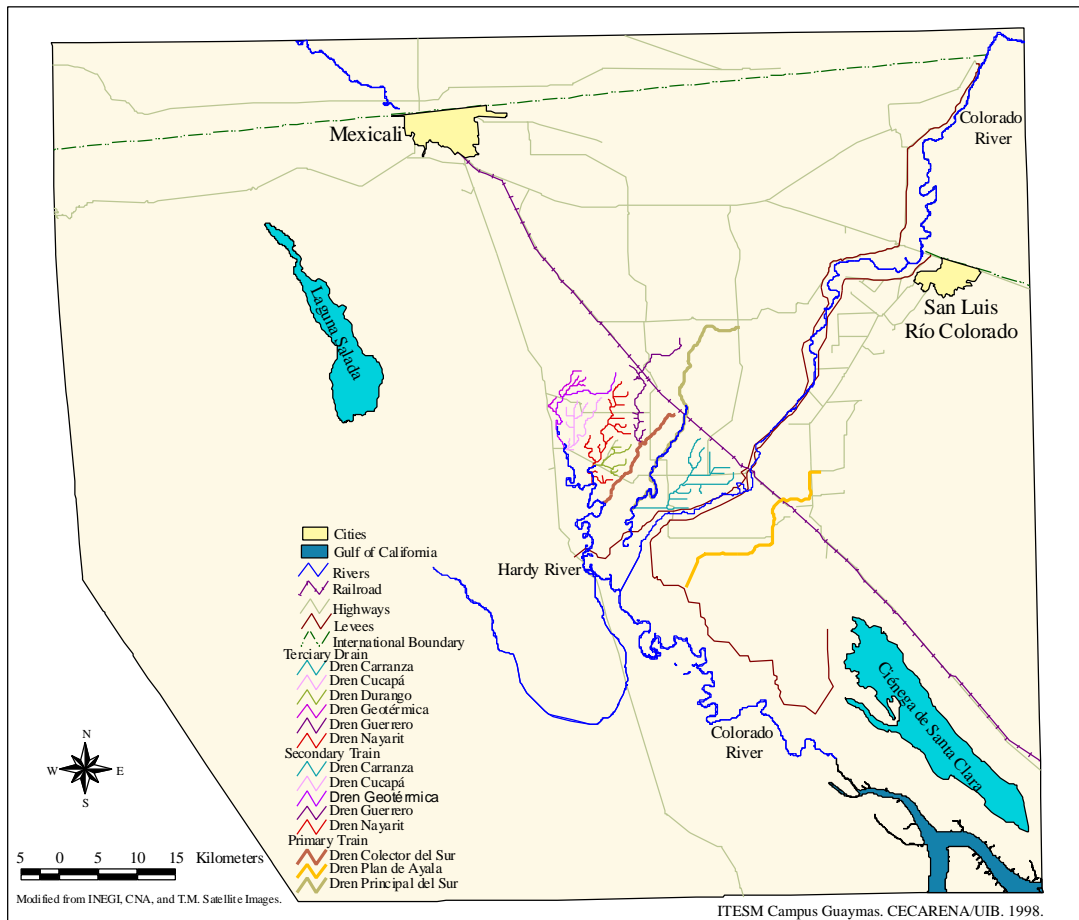 Mexicali
Colorado
River
San Luis
Río Colorado
Laguna Salada
Hardy River
Cities
Gulf of California
Rivers
Railroad
Highways
Levees
International Boundary
Terciary Drain
Dren Carranza
Dren Cucapá
Dren Durango
Dren Geotérmica
Dren Guerrero
Dren Nayarit
Secondary Train
Dren Carranza
Dren Cucapá
Dren Geotérmica
Dren Guerrero
Dren Nayarit
Primary Train
Dren Colector del Sur
Dren Plan de Ayala
Dren Principal del Sur
Ciénega de Santa Clara
Colorado
River
N
W E
S
5 0 5 10 15 Kilometers
Modified from INEGI, CNA, and T.M. Satellite Images.
ITESM Campus Guaymas. CECARENA/UIB. 1998.